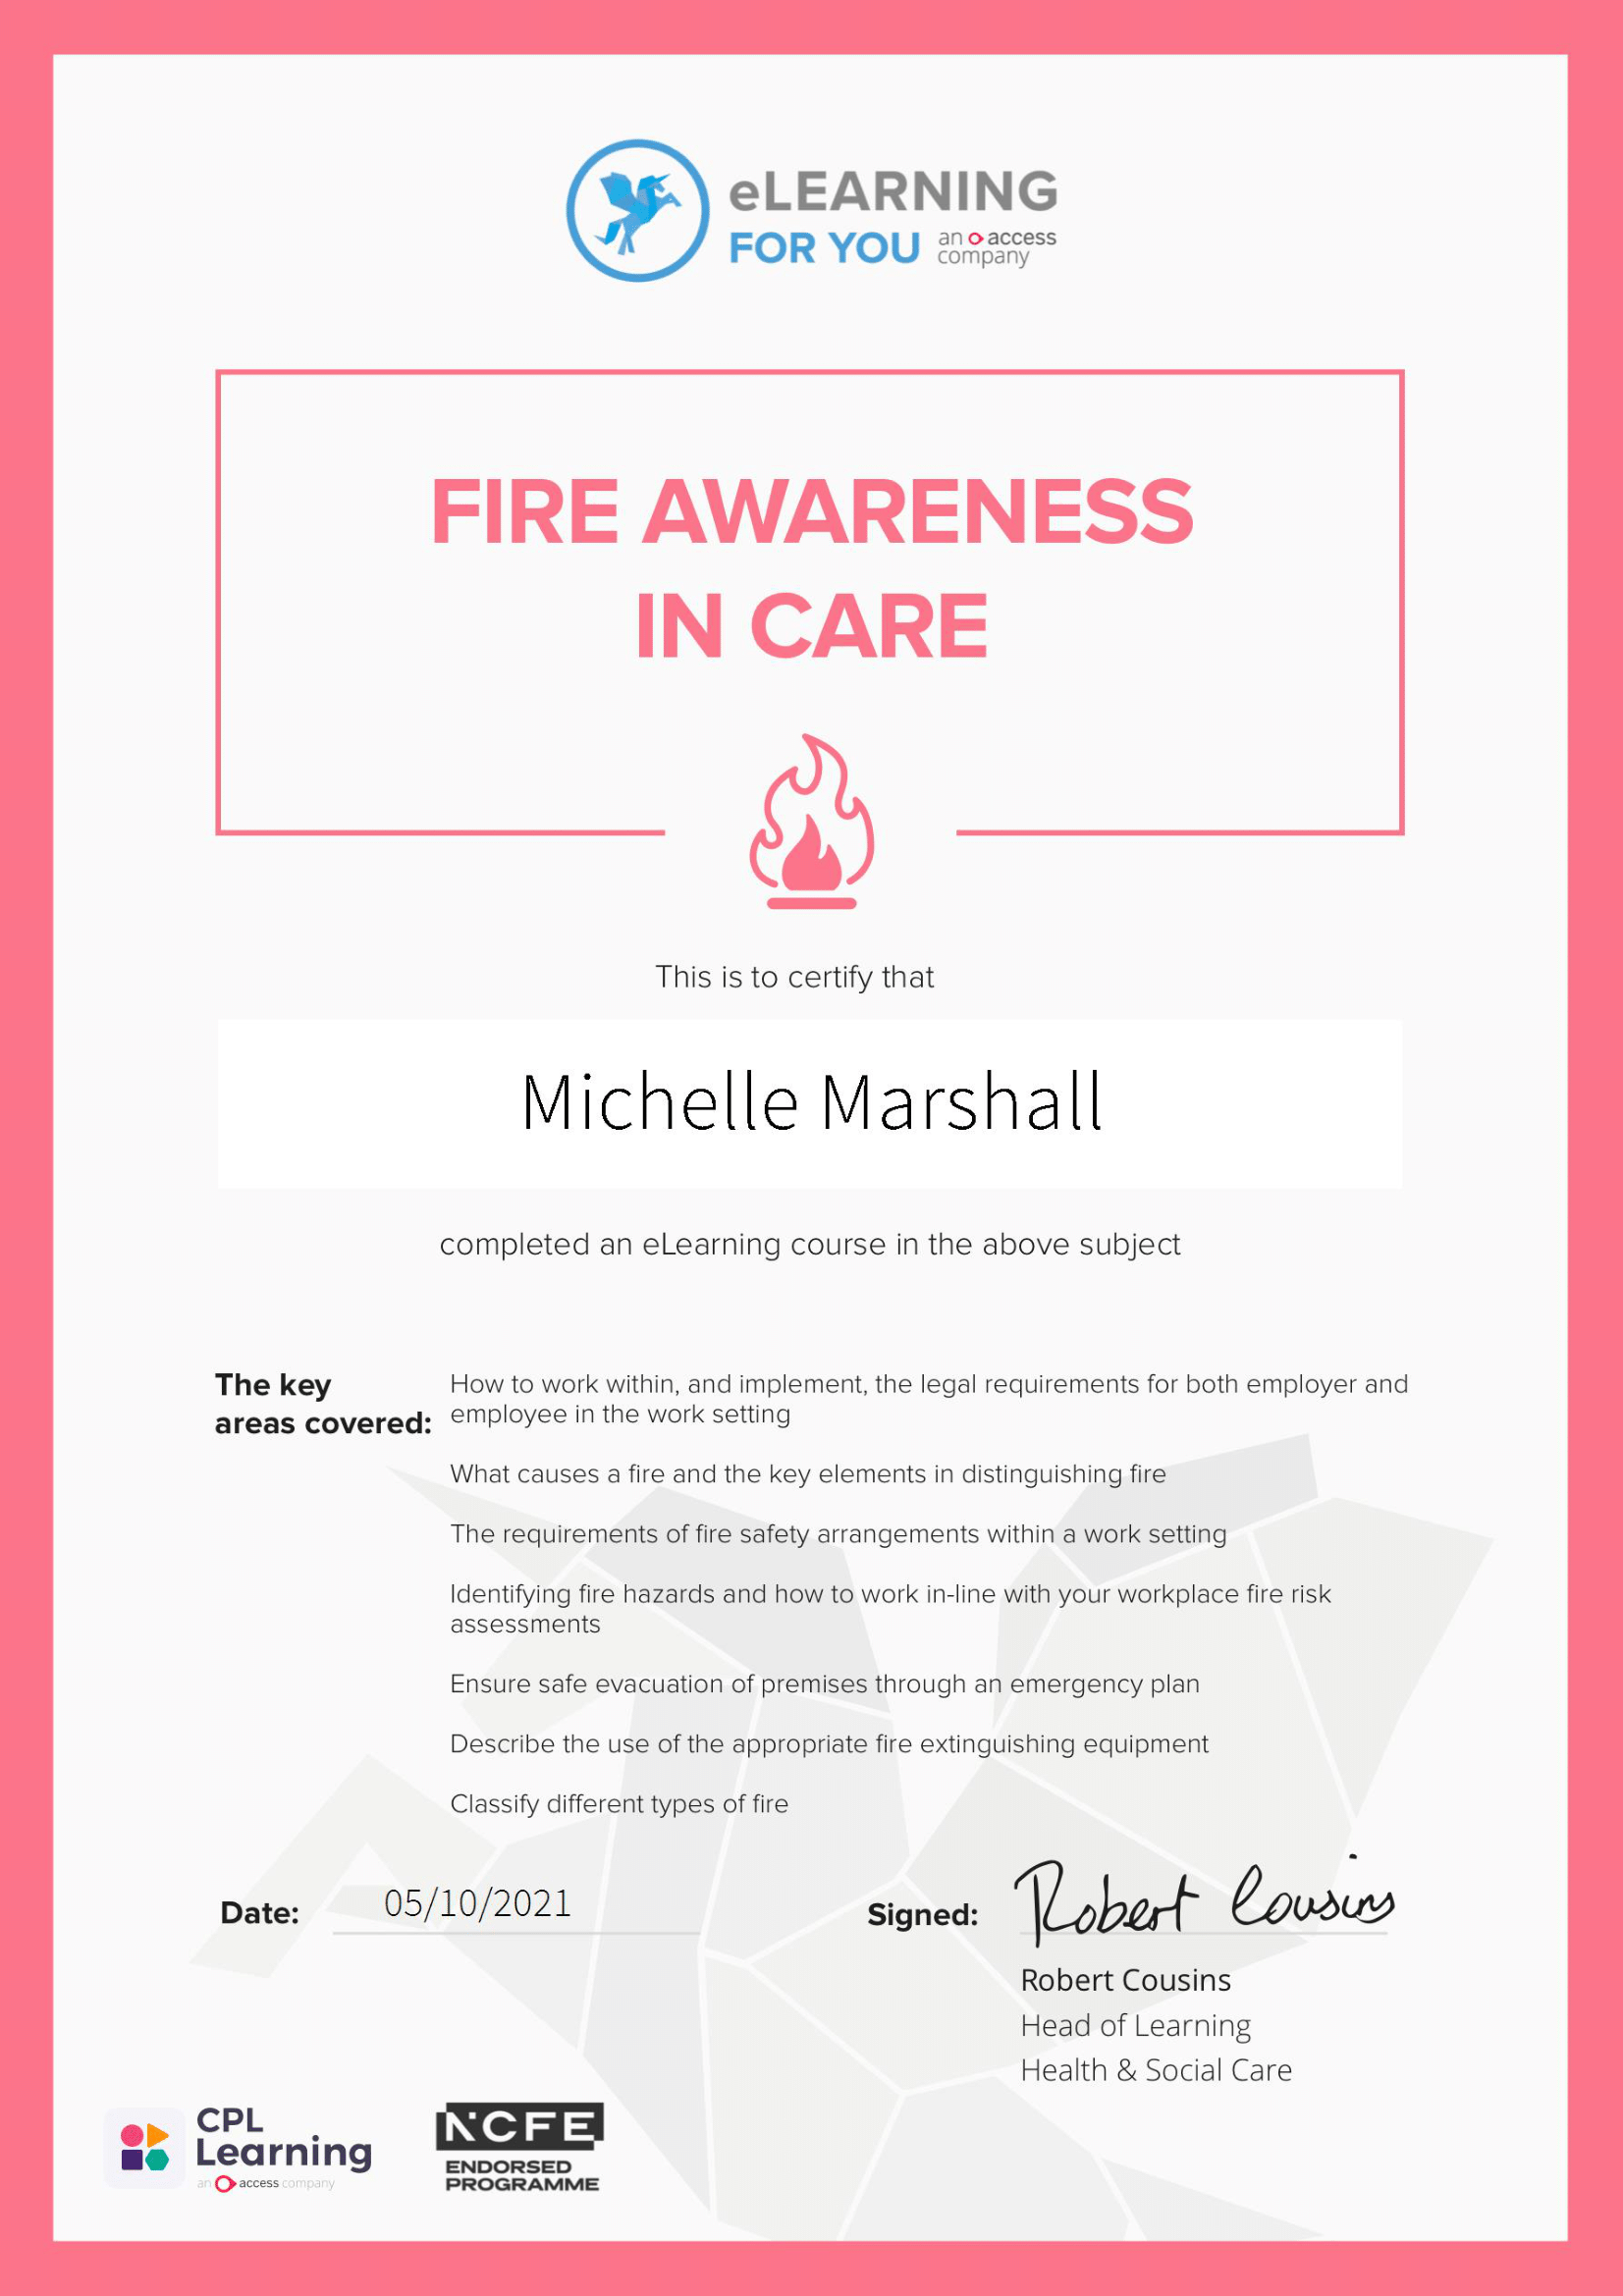 eLEARNING
FOR YOU an access company
FIRE AWARENESS
IN CARE
This is to certify that
Michelle Marshall
completed an eLearning course in the above subject
The key
areas covered:
How to work within, and implement, the legal requirements for both employer and
employee in the work setting
What causes a fire and the key elements in distinguishing fire
The requirements of fire safety arrangements within a work setting
Identifying fire hazards and how to work in-line with your workplace fire risk
assessments
Ensure safe evacuation of premises through an emergency plan
Describe the use of the appropriate fire extinguishing equipment
Classify different types of fire
Date: 05/10/2021
Signed: Robert Cousins
Robert Cousins
Head of Learning
Health & Social Care
CPL
Learning
an access company
NCFE
ENDORSED
PROGRAMME